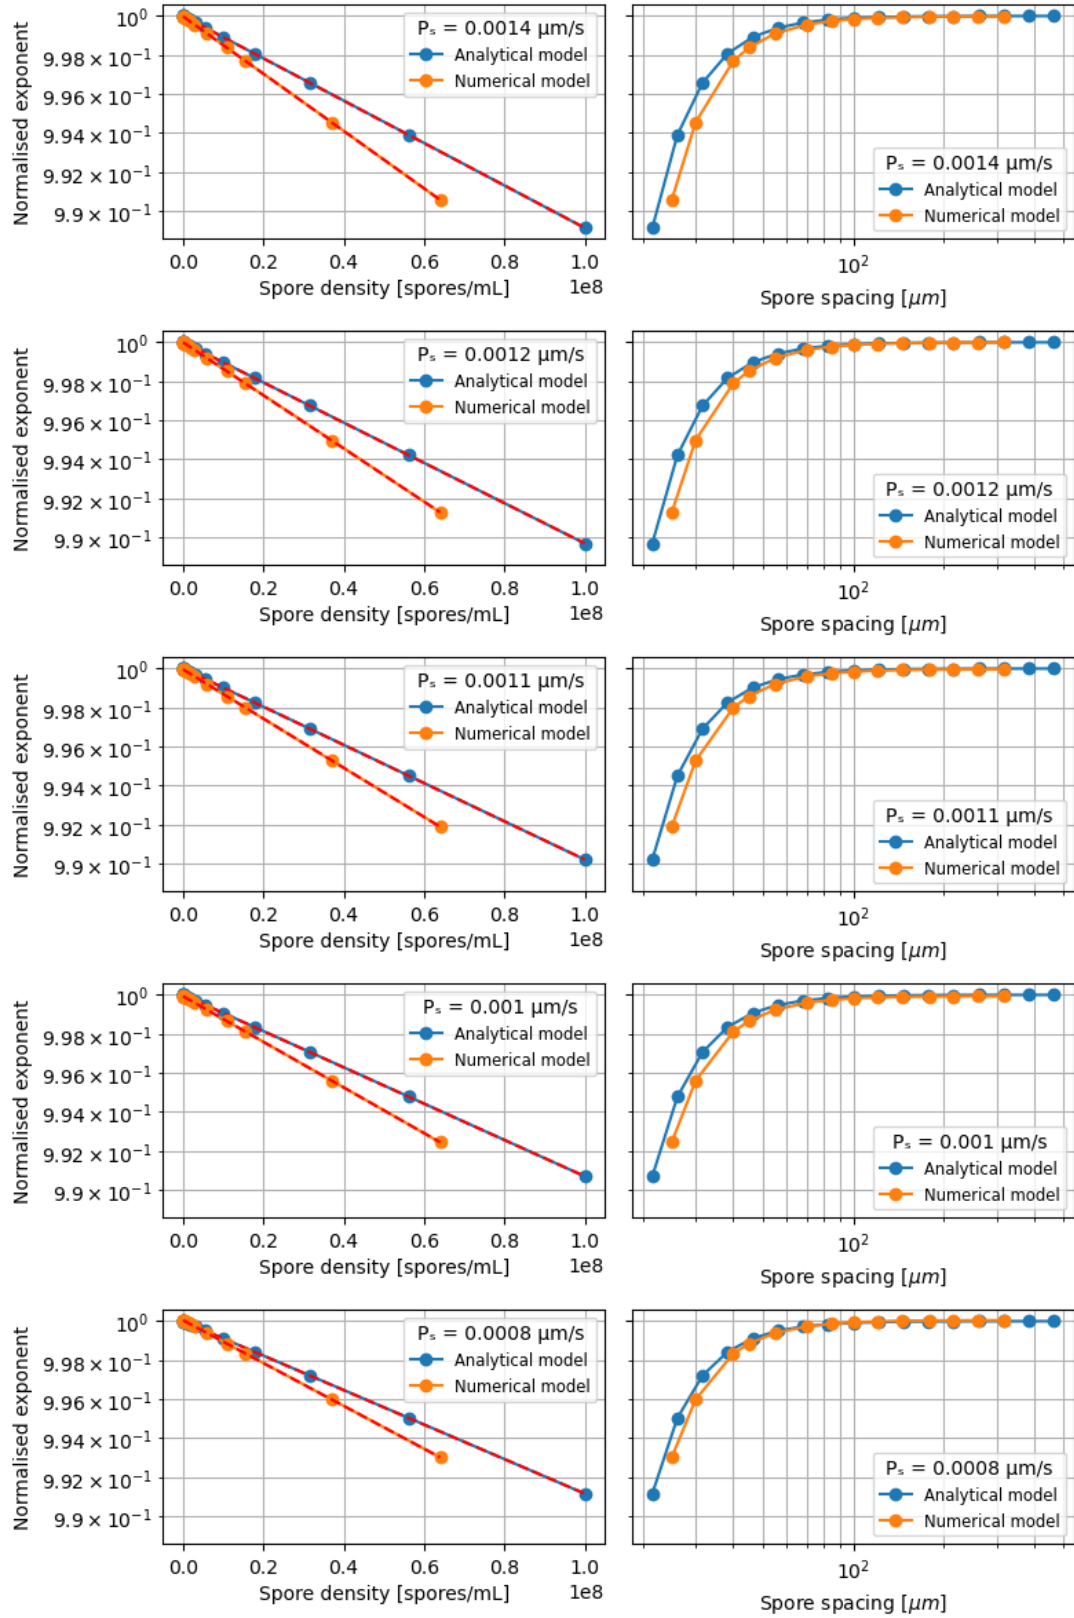 Normalised exponent
10⁰
9.98 × 10⁻¹
9.96 × 10⁻¹
9.94 × 10⁻¹
9.92 × 10⁻¹
9.9 × 10⁻¹
Pₛ = 0.0014 µm/s
Analytical model
Numerical model
0.0 0.2 0.4 0.6 0.8 1.0
Spore density [spores/mL]
1e8
Pₛ = 0.0014 µm/s
Analytical model
Numerical model
10²
Spore spacing [µm]
Normalised exponent
10⁰
9.98 × 10⁻¹
9.96 × 10⁻¹
9.94 × 10⁻¹
9.92 × 10⁻¹
9.9 × 10⁻¹
Pₛ = 0.0012 µm/s
Analytical model
Numerical model
0.0 0.2 0.4 0.6 0.8 1.0
Spore density [spores/mL]
1e8
Pₛ = 0.0012 µm/s
Analytical model
Numerical model
10²
Spore spacing [µm]
Normalised exponent
10⁰
9.98 × 10⁻¹
9.96 × 10⁻¹
9.94 × 10⁻¹
9.92 × 10⁻¹
9.9 × 10⁻¹
Pₛ = 0.0011 µm/s
Analytical model
Numerical model
0.0 0.2 0.4 0.6 0.8 1.0
Spore density [spores/mL]
1e8
Pₛ = 0.0011 µm/s
Analytical model
Numerical model
10²
Spore spacing [µm]
Normalised exponent
10⁰
9.98 × 10⁻¹
9.96 × 10⁻¹
9.94 × 10⁻¹
9.92 × 10⁻¹
9.9 × 10⁻¹
Pₛ = 0.001 µm/s
Analytical model
Numerical model
0.0 0.2 0.4 0.6 0.8 1.0
Spore density [spores/mL]
1e8
Pₛ = 0.001 µm/s
Analytical model
Numerical model
10²
Spore spacing [µm]
Normalised exponent
10⁰
9.98 × 10⁻¹
9.96 × 10⁻¹
9.94 × 10⁻¹
9.92 × 10⁻¹
9.9 × 10⁻¹
Pₛ = 0.0008 µm/s
Analytical model
Numerical model
0.0 0.2 0.4 0.6 0.8 1.0
Spore density [spores/mL]
1e8
Pₛ = 0.0008 µm/s
Analytical model
Numerical model
10²
Spore spacing [µm]